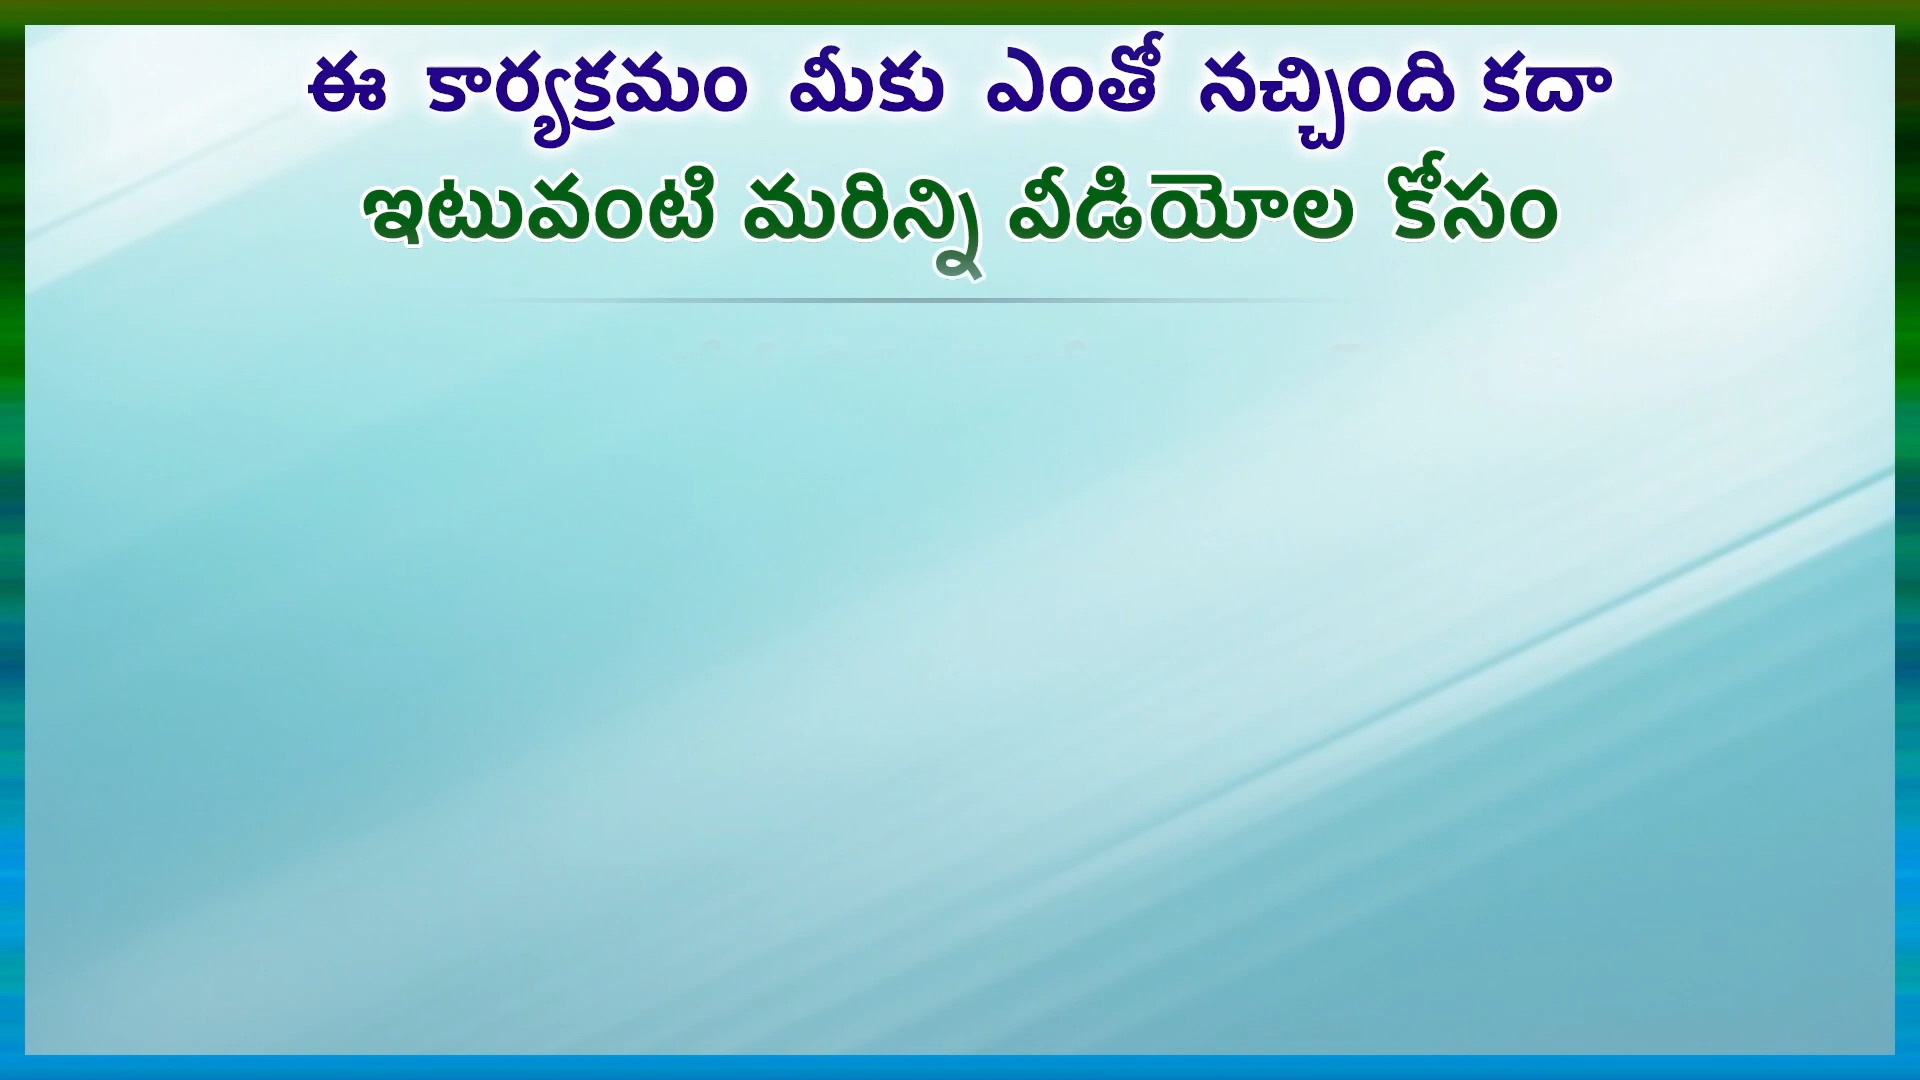 ఈ కార్యక్రమం మీకు ఎంతో నచ్చింది కదా
ఇటువంటి మరిన్ని వీడియోల కోసం